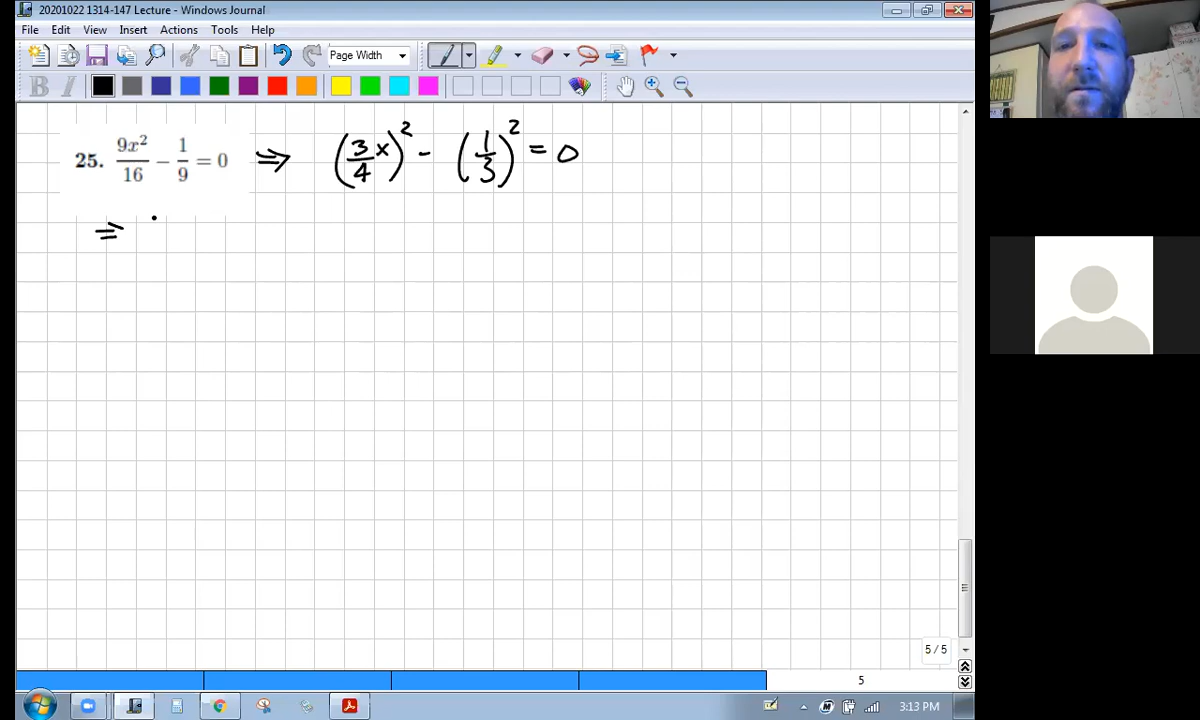 20201022 1314-147 Lecture - Windows Journal
File Edit View Insert Actions Tools Help
Page Width
B I
25. 9x²/16 − 1/9 = 0 ⇒ (3/4 x)² - (1/3)² = 0
⇒
5 / 5
5
3:13 PM